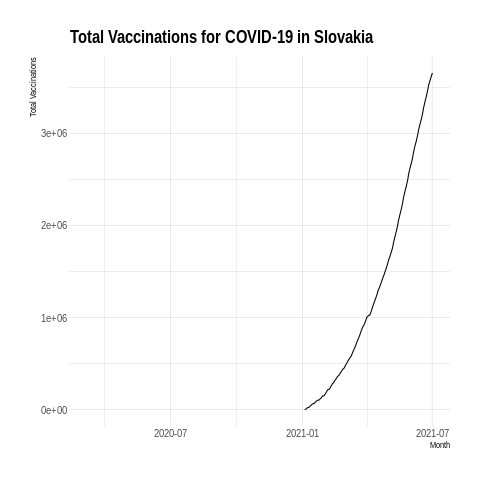 Total Vaccinations for COVID-19 in Slovakia
Total Vaccinations
3e+06
2e+06
1e+06
0e+00
2020-07 2021-01 2021-07
Month